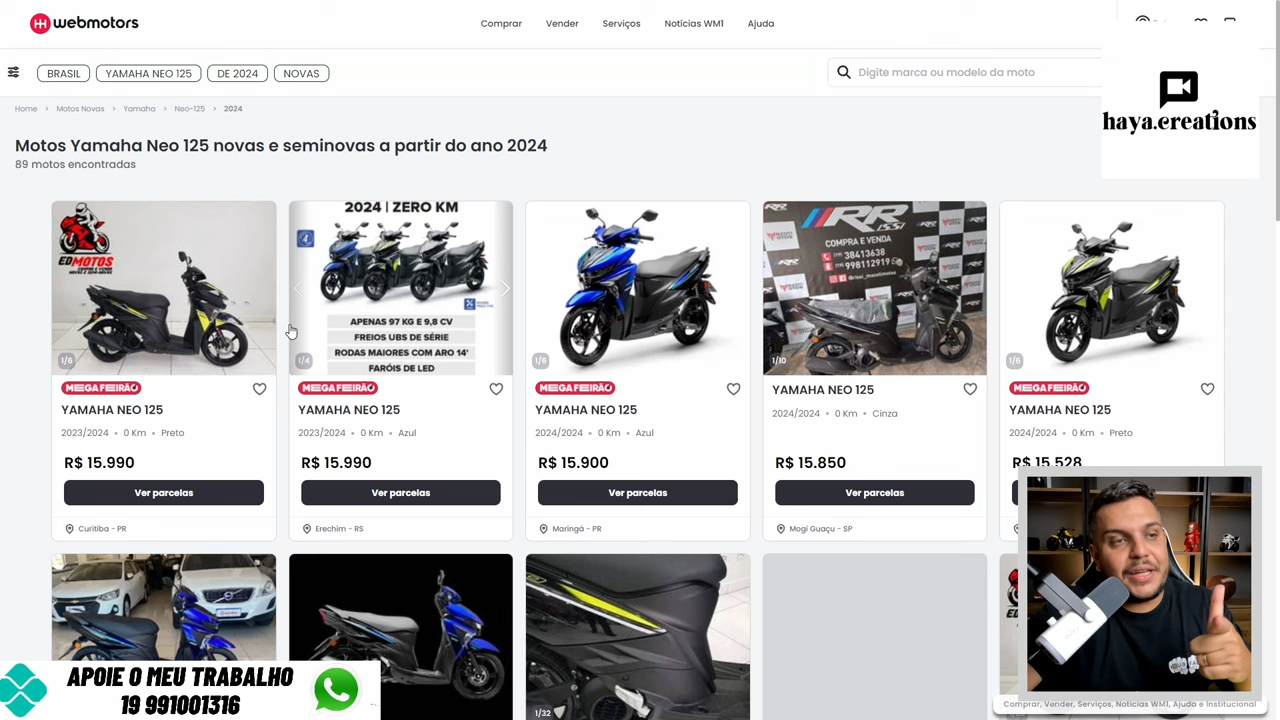 webmotors
Comprar
Vender
Serviços
Notícias WM1
Ajuda
BRASIL
YAMAHA NEO 125
DE 2024
NOVAS
Digite marca ou modelo da moto
haya.creations
Home > Motos Novas > Yamaha > Neo-125 > 2024
Motos Yamaha Neo 125 novas e seminovas a partir do ano 2024
89 motos encontradas
EDMOTOS
1/6
MEGA FEIRÃO
YAMAHA NEO 125
2023/2024 • 0 Km • Preto
R$ 15.990
Ver parcelas
Curitiba - PR
2024 | ZERO KM
APENAS 97 KG E 9,8 CV
FREIOS UBS DE SÉRIE
RODAS MAIORES COM ARO 14'
FARÓIS DE LED
1/4
MEGA FEIRÃO
YAMAHA NEO 125
2023/2024 • 0 Km • Azul
R$ 15.990
Ver parcelas
Erechim - RS
1/6
MEGA FEIRÃO
YAMAHA NEO 125
2024/2024 • 0 Km • Azul
R$ 15.900
Ver parcelas
Maringá - PR
RR
COMPRA E VENDA
38413638
998112919
1/10
YAMAHA NEO 125
2024/2024 • 0 Km • Cinza
R$ 15.850
Ver parcelas
Mogi Guaçu - SP
1/6
MEGA FEIRÃO
YAMAHA NEO 125
2024/2024 • 0 Km • Preto
R$ 15.528
1/32
APOIE O MEU TRABALHO
19 991001316
Comprar, Vender, Serviços, Notícias WM1, Ajuda e Institucional